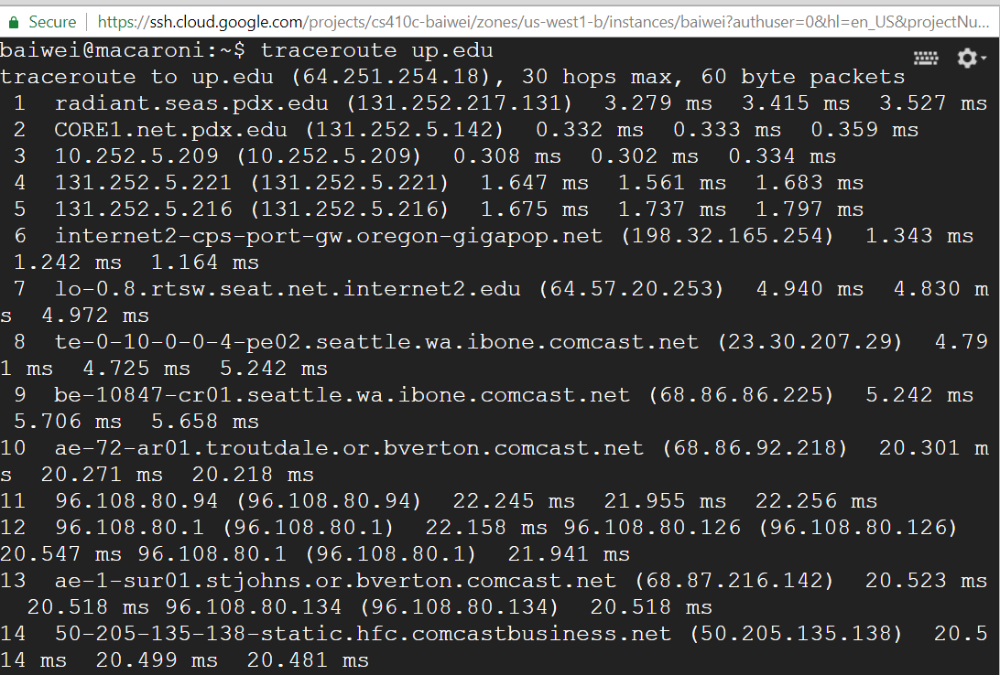 Secure | https://ssh.cloud.google.com/projects/cs410c-baiwei/zones/us-west1-b/instances/baiwei?authuser=0&hl=en_US&projectNu...
baiwei@macaroni:~$ traceroute up.edu
traceroute to up.edu (64.251.254.18), 30 hops max, 60 byte packets
 1  radiant.seas.pdx.edu (131.252.217.131)  3.279 ms  3.415 ms  3.527 ms
 2  CORE1.net.pdx.edu (131.252.5.142)  0.332 ms  0.333 ms  0.359 ms
 3  10.252.5.209 (10.252.5.209)  0.308 ms  0.302 ms  0.334 ms
 4  131.252.5.221 (131.252.5.221)  1.647 ms  1.561 ms  1.683 ms
 5  131.252.5.216 (131.252.5.216)  1.675 ms  1.737 ms  1.797 ms
 6  internet2-cps-port-gw.oregon-gigapop.net (198.32.165.254)  1.343 ms
 1.242 ms  1.164 ms
 7  lo-0.8.rtsw.seat.net.internet2.edu (64.57.20.253)  4.940 ms  4.830 m
s  4.972 ms
 8  te-0-10-0-0-4-pe02.seattle.wa.ibone.comcast.net (23.30.207.29)  4.79
1 ms  4.725 ms  5.242 ms
 9  be-10847-cr01.seattle.wa.ibone.comcast.net (68.86.86.225)  5.242 ms
 5.706 ms  5.658 ms
10  ae-72-ar01.troutdale.or.bverton.comcast.net (68.86.92.218)  20.301 m
s  20.271 ms  20.218 ms
11  96.108.80.94 (96.108.80.94)  22.245 ms  21.955 ms  22.256 ms
12  96.108.80.1 (96.108.80.1)  22.158 ms 96.108.80.126 (96.108.80.126)
20.547 ms 96.108.80.1 (96.108.80.1)  21.941 ms
13  ae-1-sur01.stjohns.or.bverton.comcast.net (68.87.216.142)  20.523 ms
  20.518 ms 96.108.80.134 (96.108.80.134)  20.518 ms
14  50-205-135-138-static.hfc.comcastbusiness.net (50.205.135.138)  20.5
14 ms  20.499 ms  20.481 ms